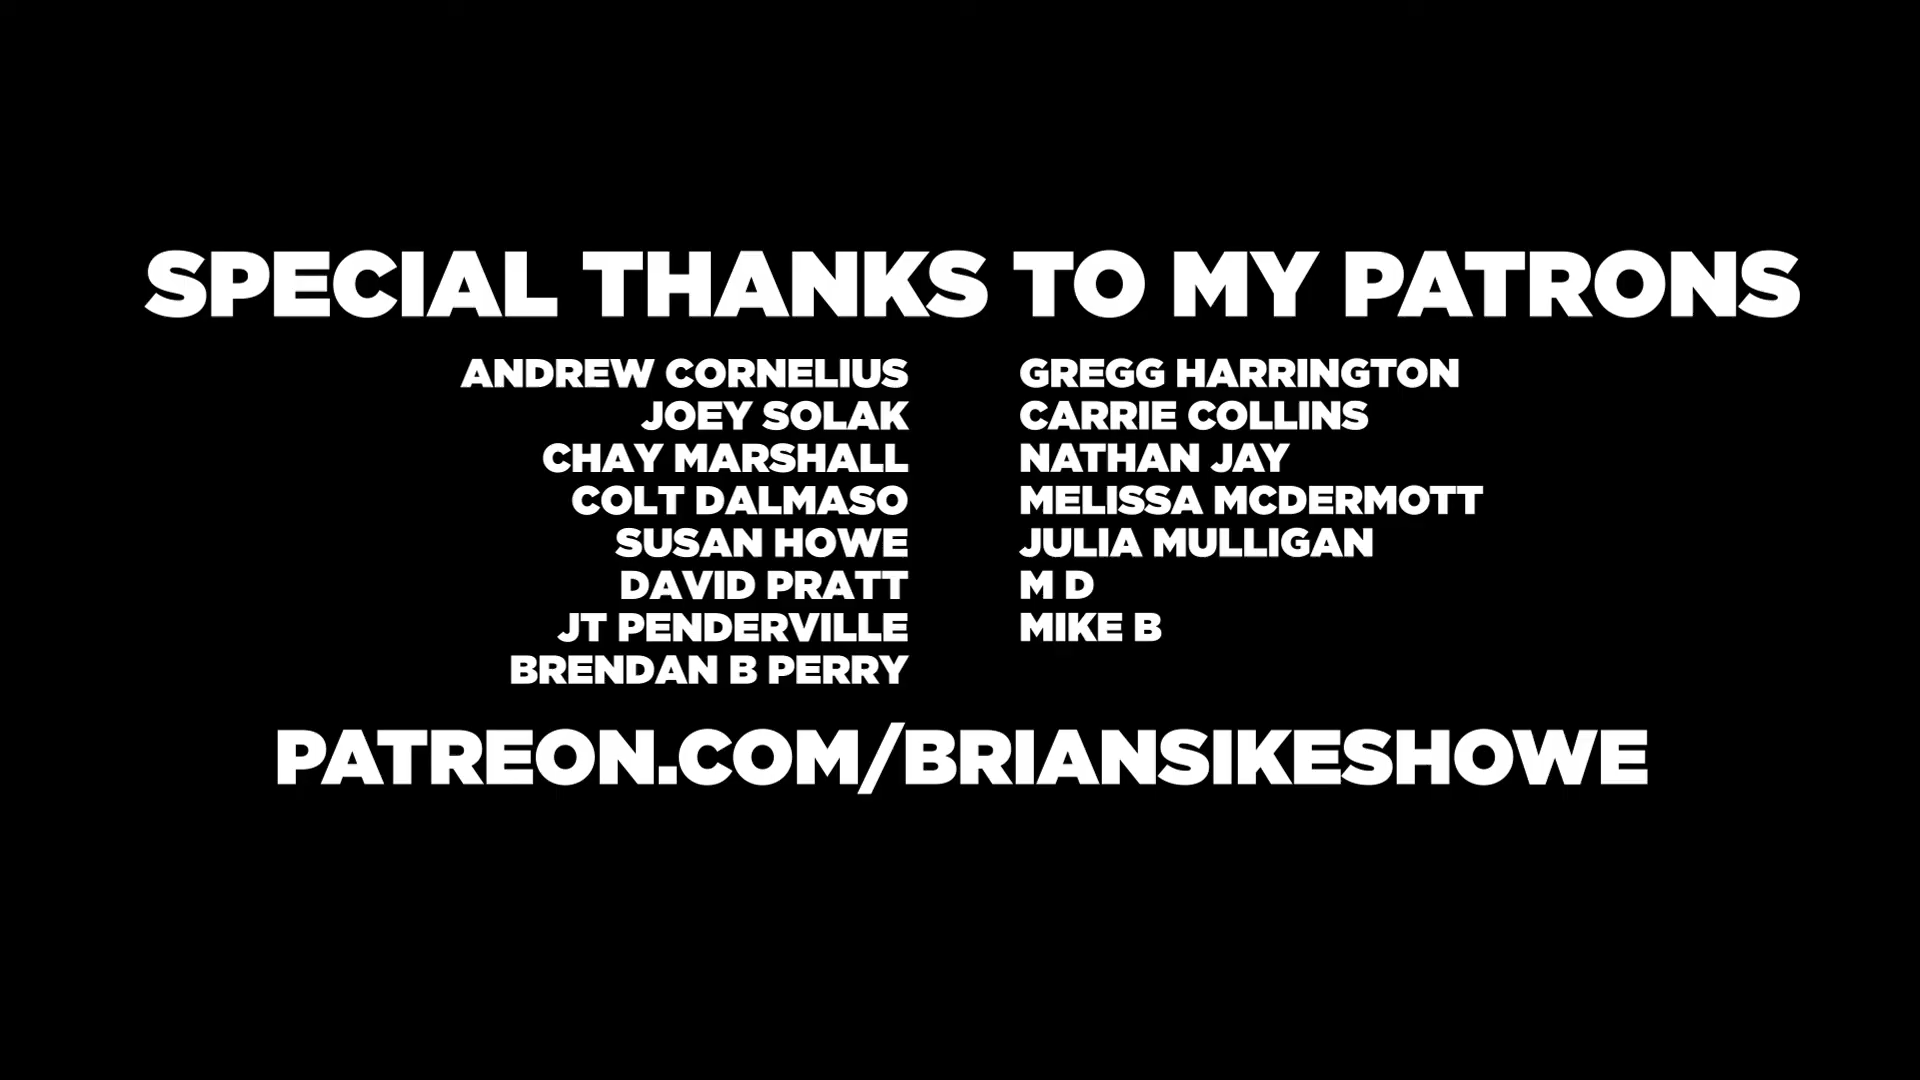 SPECIAL THANKS TO MY PATRONS
ANDREW CORNELIUS
JOEY SOLAK
CHAY MARSHALL
COLT DALMASO
SUSAN HOWE
DAVID PRATT
JT PENDERVILLE
BRENDAN B PERRY
GREGG HARRINGTON
CARRIE COLLINS
NATHAN JAY
MELISSA MCDERMOTT
JULIA MULLIGAN
M D
MIKE B
PATREON.COM/BRIANSIKESHOWE